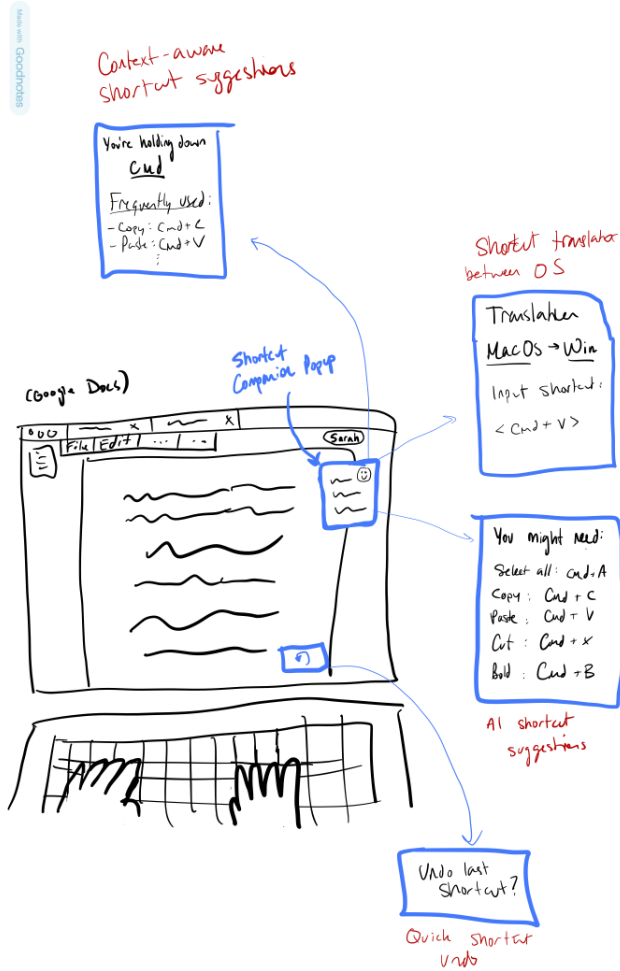 Made with Goodnotes
Context-aware
shortcut suggestions
You're holding down
cmd
Frequently used:
- Copy: Cmd + C
- Paste: Cmd + V
⋮
Shortcut translator
between OS
Translation
MacOs → Win
Input shortcut:
< Cmd + V >
Shortcut
Companion Popup
(Google Docs)
x
x
File
Edit
...
...
Sarah
You might need:
Select all: cmd+A
Copy: Cmd + C
Paste: Cmd + V
Cut: Cmd + x
Bold: Cmd + B
AI shortcut
suggestions
Undo last
shortcut?
Quick shortcut
undo